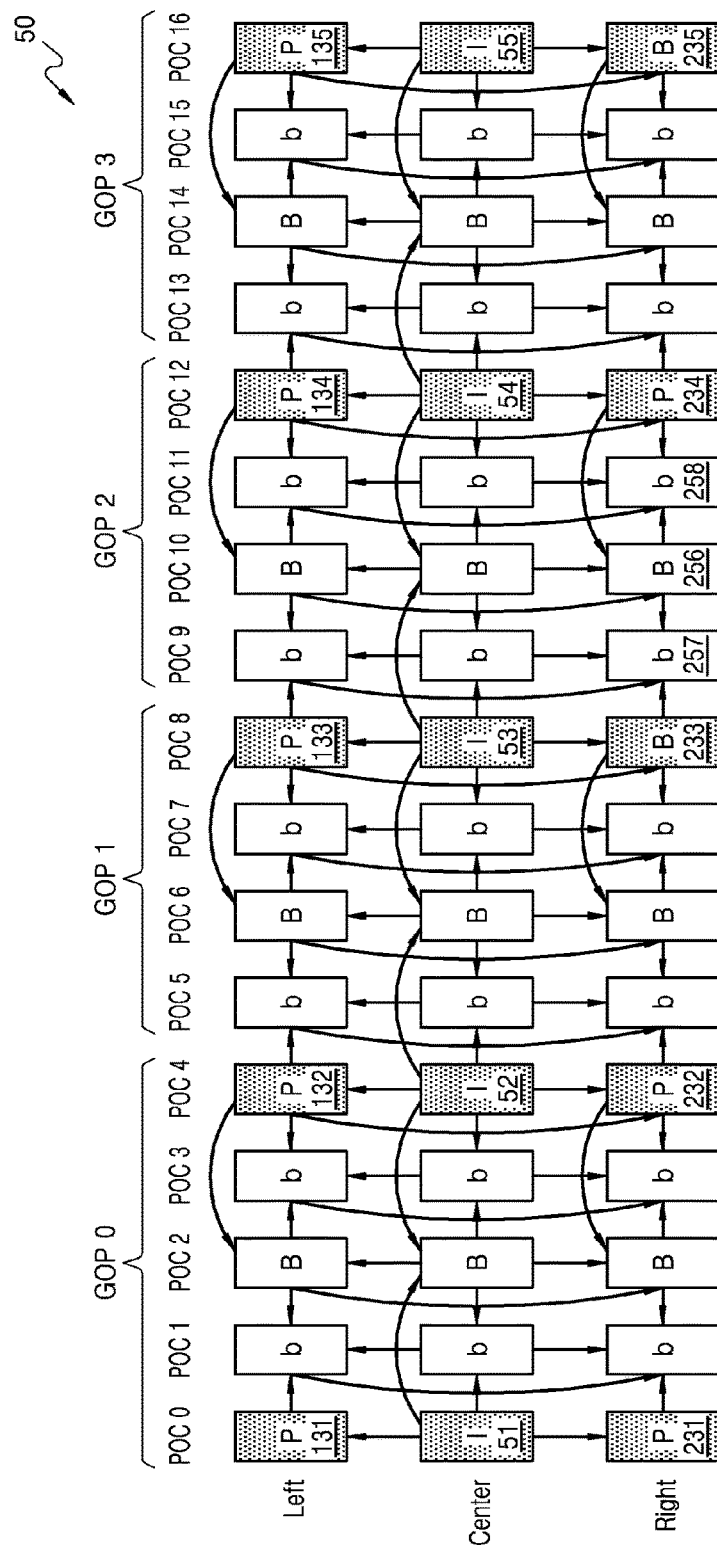 50
GOP 0 GOP 1 GOP 2 GOP 3
POC 0 POC 1 POC 2 POC 3 POC 4 POC 5 POC 6 POC 7 POC 8 POC 9 POC 10 POC 11 POC 12 POC 13 POC 14 POC 15 POC 16
Left P b B b P b B b P b B b P b B b P
131 132 133 134 135
Center I b B b I b B b I b B b I b B b I
51 52 53 54 55
Right P b B b P b B b B b B b P b B b B
231 232 233 257 256 258 234 235